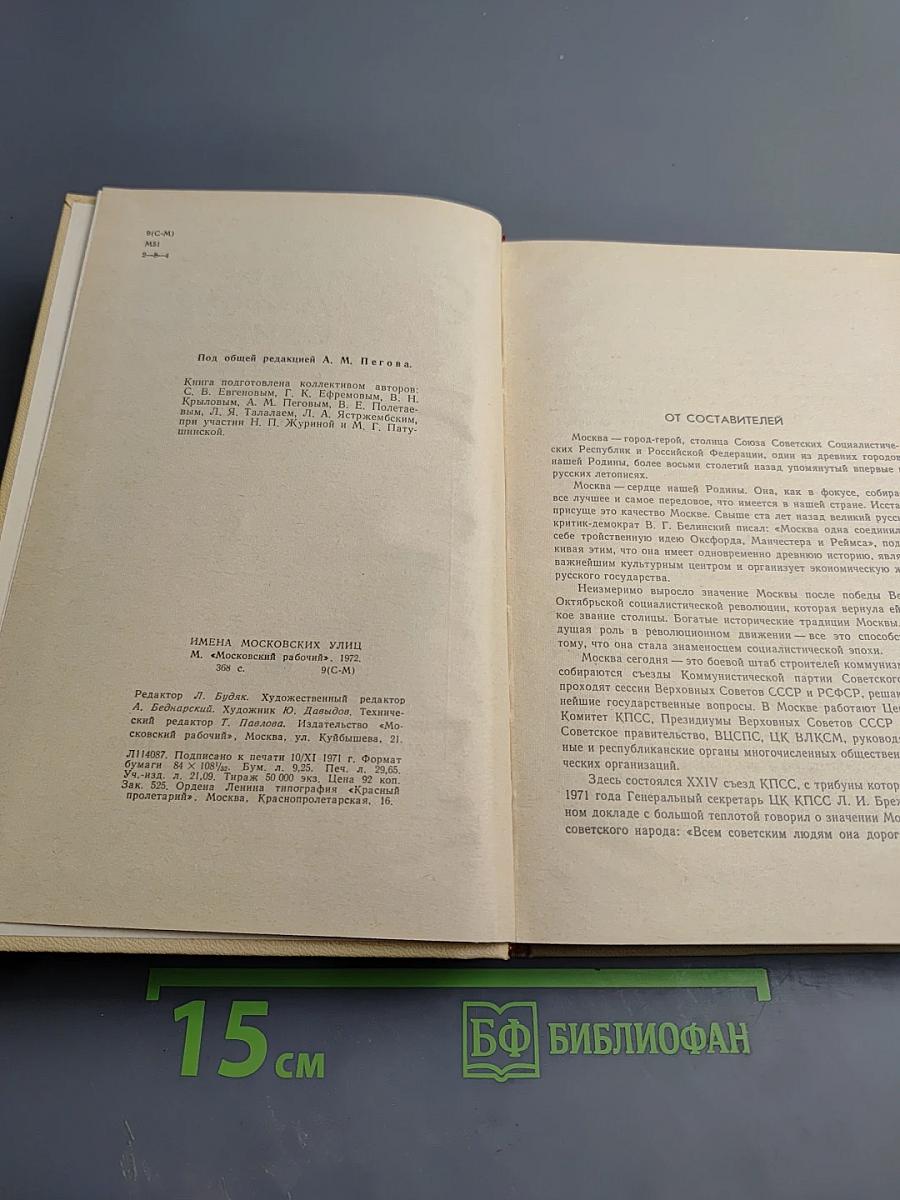 9(С-М)
М51
2—8—4
Под общей редакцией А. М. Пегова.
Книга подготовлена коллективом авторов:
С. В. Евгеновым, Г. К. Ефремовым, В. Н.
Крыловым, А. М. Пеговым, В. Е. Полетае-
вым, Л. Я. Талалаем, Л. А. Ястржембским,
при участии Н. П. Журиной и М. Г. Пату-
шинской.
ИМЕНА МОСКОВСКИХ УЛИЦ
М. «Московский рабочий», 1972.
368 с. 9(С-М)
Редактор Л. Будяк. Художественный редактор
А. Беднарский. Художник Ю. Давыдов. Техниче-
ский редактор Т. Павлова. Издательство «Мо-
сковский рабочий», Москва, ул. Куйбышева, 21.
Л114087. Подписано к печати 10/XI 1971 г. Формат
бумаги 84 × 108 1/32. Бум. л. 9,25. Печ. л. 29,65.
Уч.-изд. л. 21,09. Тираж 50 000 экз. Цена 92 коп.
Зак. 525. Ордена Ленина типография «Красный
пролетарий». Москва, Краснопролетарская, 16.
ОТ СОСТАВИТЕЛЕЙ
Москва — город-герой, столица Союза Советских Социалистиче-
ских Республик и Российской Федерации, один из древних городов
нашей Родины, более восьми столетий назад упомянутый впервые в
русских летописях.
Москва — сердце нашей Родины. Она, как в фокусе, собира
все лучшее и самое передовое, что имеется в нашей стране. Исста
присуще это качество Москве. Свыше ста лет назад великий русск
критик-демократ В. Г. Белинский писал: «Москва одна соединил
себе тройственную идею Оксфорда, Манчестера и Реймса», под
кивая этим, что она имеет одновременно древнюю историю, явля
важнейшим культурным центром и организует экономическую ж
русского государства.
Неизмеримо выросло значение Москвы после победы Ве
Октябрьской социалистической революции, которая вернула ей
кое звание столицы. Богатые исторические традиции Москвы,
дущая роль в революционном движении — все это способст
тому, что она стала знаменосцем социалистической эпохи.
Москва сегодня — это боевой штаб строителей коммунизм
собираются съезды Коммунистической партии Советского
проходят сессии Верховных Советов СССР и РСФСР, решаю
нейшие государственные вопросы. В Москве работают Цен
Комитет КПСС, Президиумы Верховных Советов СССР
Советское правительство, ВЦСПС, ЦК ВЛКСМ, руководя
ные и республиканские органы многочисленных обществен
ческих организаций.
Здесь состоялся XXIV съезд КПСС, с трибуны котор
1971 года Генеральный секретарь ЦК КПСС Л. И. Бреж
ном докладе с большой теплотой говорил о значении Мо
советского народа: «Всем советским людям она дорог
15 см
БФ БИБЛИОФАН